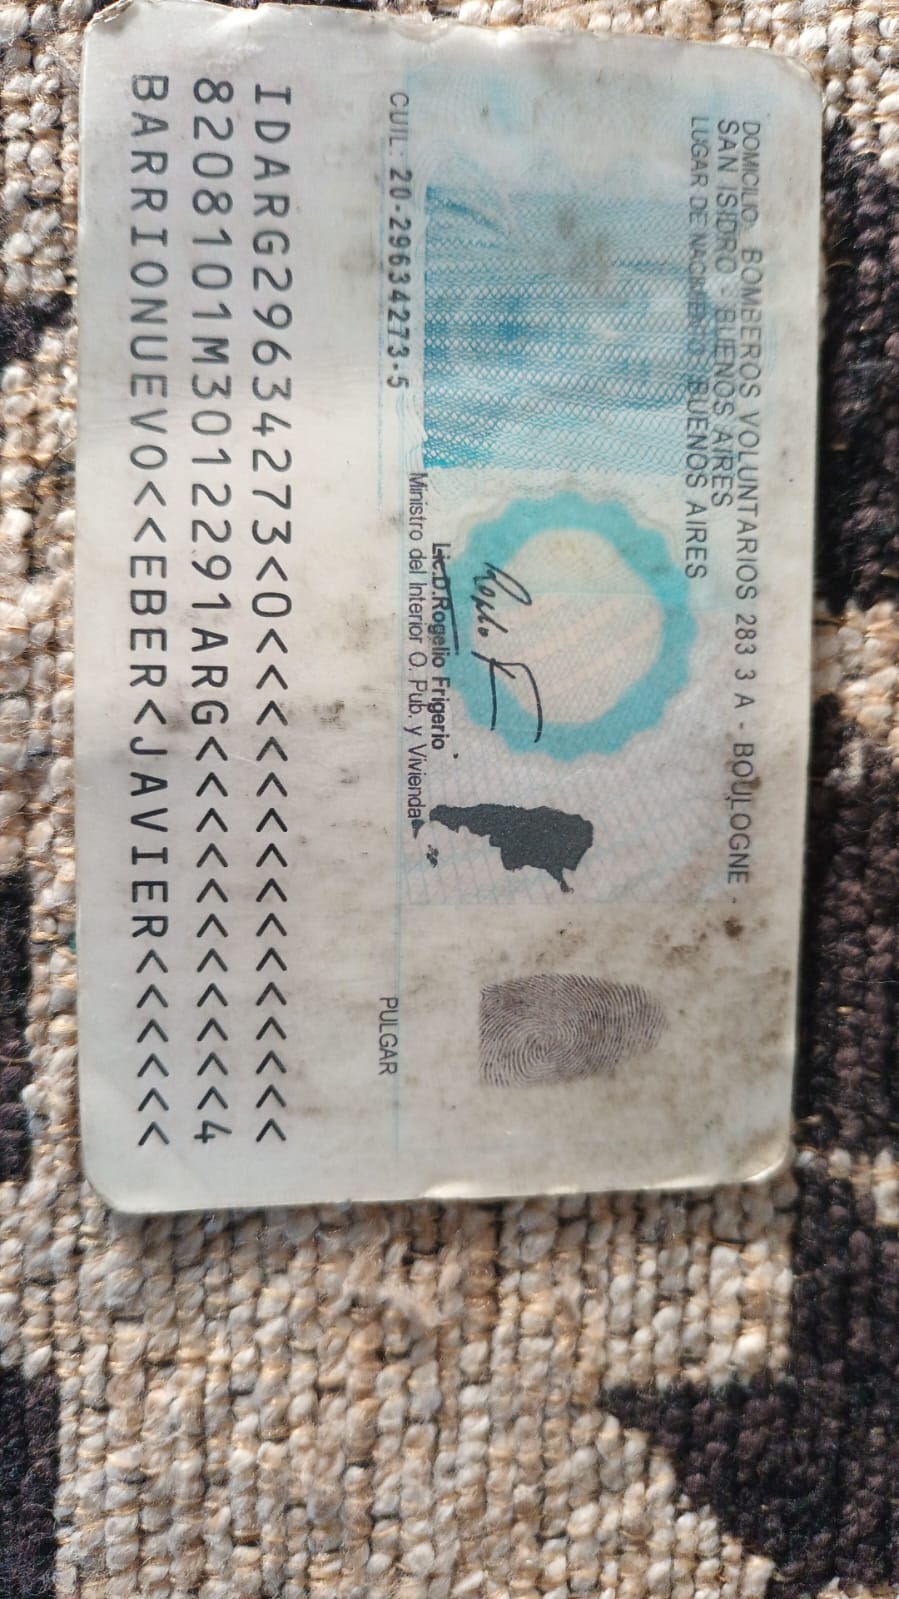 DOMICILIO: BOMBEROS VOLUNTARIOS 283 3 A - BOULOGNE -
SAN ISIDRO - BUENOS AIRES
LUGAR DE NACIMIENTO: BUENOS AIRES
Lic.D.Rogelio Frigerio
Ministro del Interior O. Pub. y Vivienda
CUIL: 20-29634273-5
PULGAR
IDARG29634273<0<<<<<<<<<<<<<<<
8208101M3012291ARG<<<<<<<<<<<4
BARRIONUEVO<<EBER<JAVIER<<<<<<